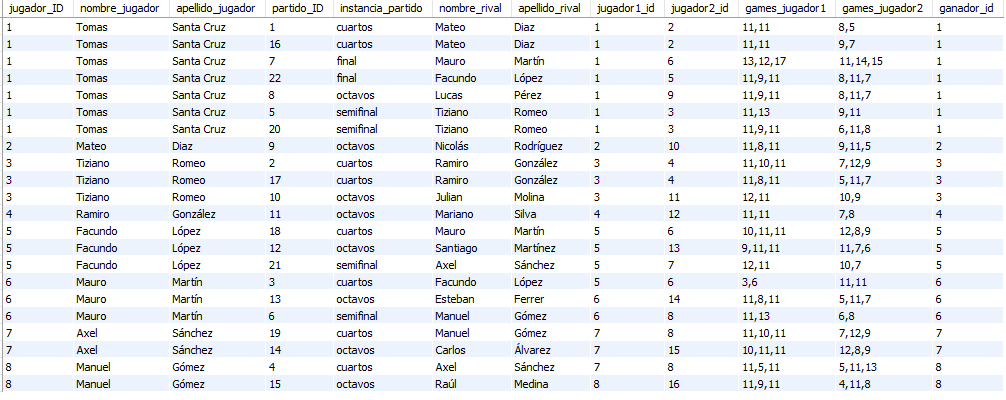 jugador_ID nombre_jugador apellido_jugador partido_ID instancia_partido nombre_rival apellido_rival jugador1_id jugador2_id games_jugador1 games_jugador2 ganador_id
1 Tomas Santa Cruz 1 cuartos Mateo Diaz 1 2 11,11 8,5 1
1 Tomas Santa Cruz 16 cuartos Mateo Diaz 1 2 11,11 9,7 1
1 Tomas Santa Cruz 7 final Mauro Martín 1 6 13,12,17 11,14,15 1
1 Tomas Santa Cruz 22 final Facundo López 1 5 11,9,11 8,11,7 1
1 Tomas Santa Cruz 8 octavos Lucas Pérez 1 9 11,9,11 8,11,7 1
1 Tomas Santa Cruz 5 semifinal Tiziano Romeo 1 3 11,13 9,11 1
1 Tomas Santa Cruz 20 semifinal Tiziano Romeo 1 3 11,9,11 6,11,8 1
2 Mateo Diaz 9 octavos Nicolás Rodríguez 2 10 11,8,11 9,11,5 2
3 Tiziano Romeo 2 cuartos Ramiro González 3 4 11,10,11 7,12,9 3
3 Tiziano Romeo 17 cuartos Ramiro González 3 4 11,8,11 5,11,7 3
3 Tiziano Romeo 10 octavos Julian Molina 3 11 12,11 10,9 3
4 Ramiro González 11 octavos Mariano Silva 4 12 11,11 7,8 4
5 Facundo López 18 cuartos Mauro Martín 5 6 10,11,11 12,8,9 5
5 Facundo López 12 octavos Santiago Martínez 5 13 9,11,11 11,7,6 5
5 Facundo López 21 semifinal Axel Sánchez 5 7 12,11 10,7 5
6 Mauro Martín 3 cuartos Facundo López 5 6 3,6 11,11 6
6 Mauro Martín 13 octavos Esteban Ferrer 6 14 11,8,11 5,11,7 6
6 Mauro Martín 6 semifinal Manuel Gómez 6 8 11,13 6,8 6
7 Axel Sánchez 19 cuartos Manuel Gómez 7 8 11,10,11 7,12,9 7
7 Axel Sánchez 14 octavos Carlos Álvarez 7 15 10,11,11 12,8,9 7
8 Manuel Gómez 4 cuartos Axel Sánchez 7 8 11,5,11 5,11,13 8
8 Manuel Gómez 15 octavos Raúl Medina 8 16 11,9,11 4,11,8 8